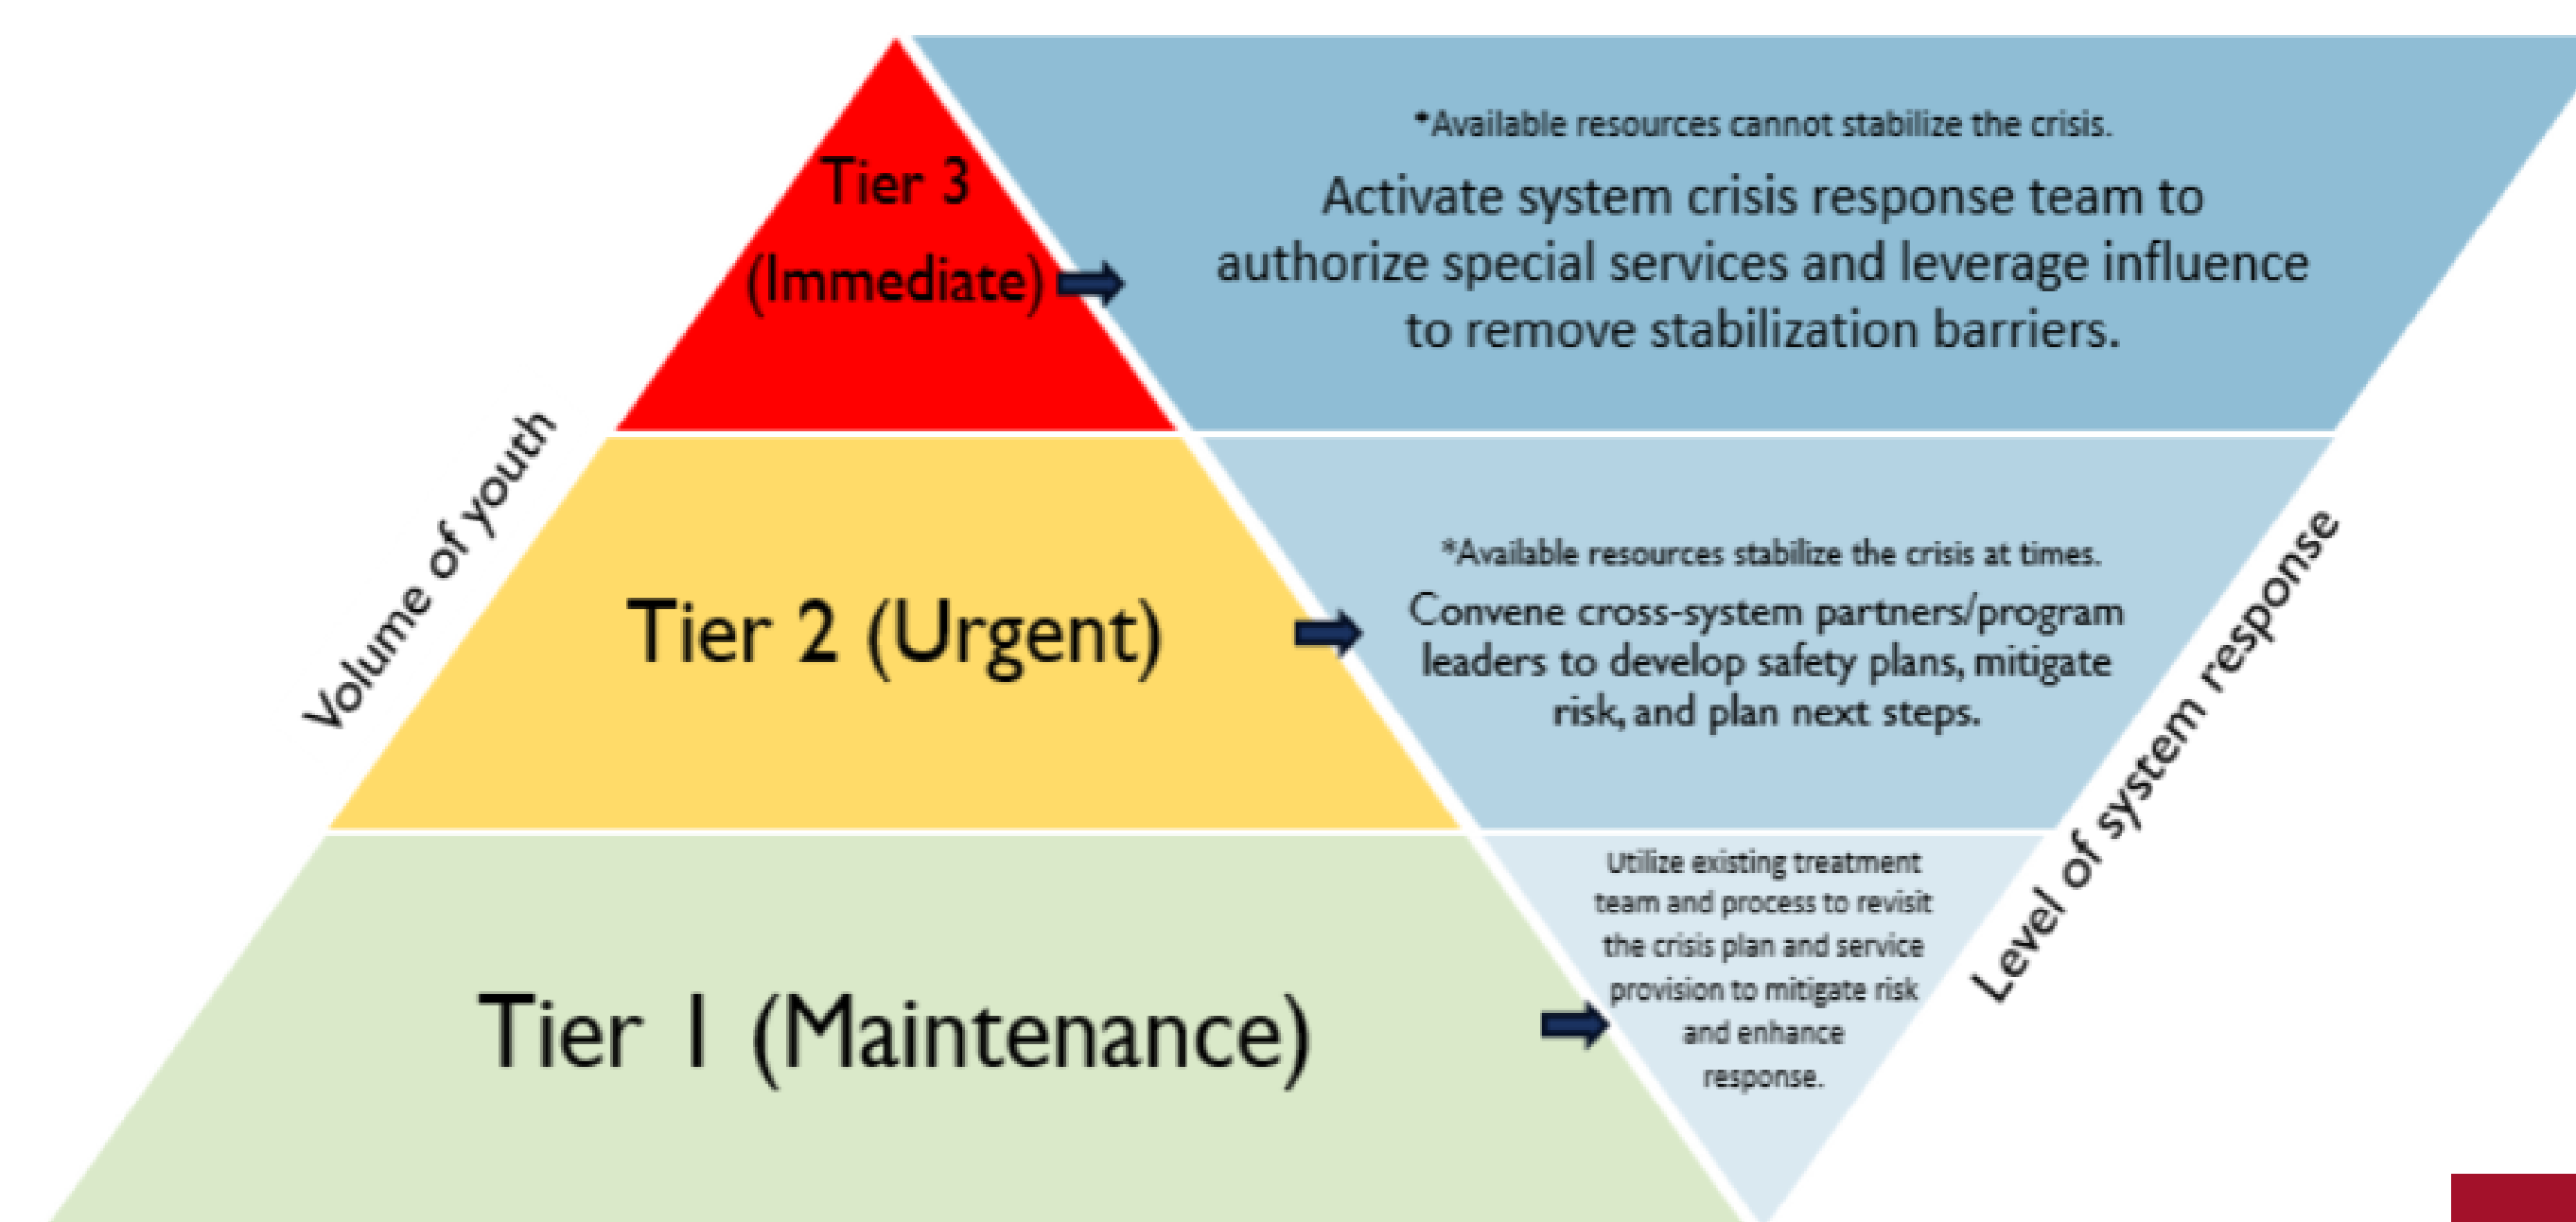 Volume of youth
Tier 3
(Immediate)
*Available resources cannot stabilize the crisis.
Activate system crisis response team to
authorize special services and leverage influence
to remove stabilization barriers.
Tier 2 (Urgent)
*Available resources stabilize the crisis at times.
Convene cross-system partners/program
leaders to develop safety plans, mitigate
risk, and plan next steps.
Tier 1 (Maintenance)
Utilize existing treatment
team and process to revisit
the crisis plan and service
provision to mitigate risk
and enhance
response.
Level of system response